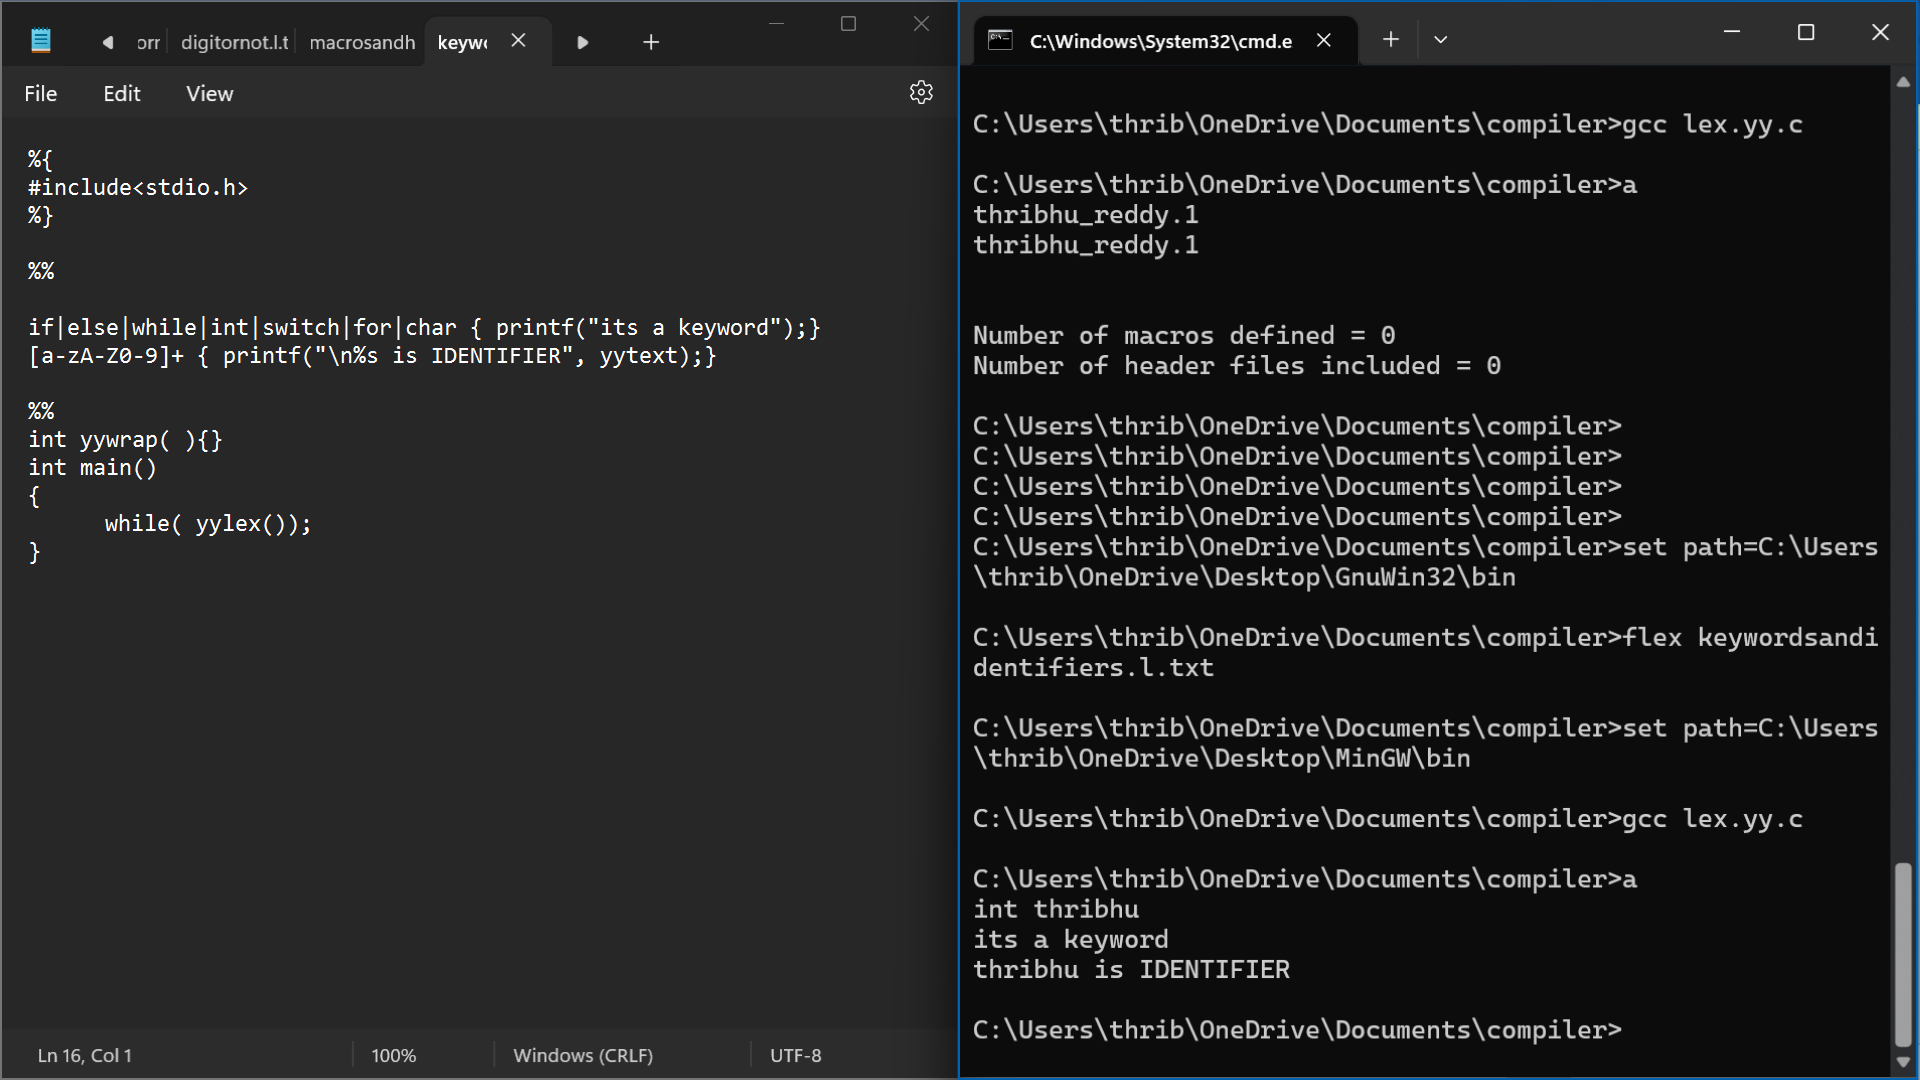 orr
digitornot.l.t
macrosandh
keywo
File
Edit
View
%{
#include<stdio.h>
%}
%%
if|else|while|int|switch|for|char { printf("its a keyword");}
[a-zA-Z0-9]+ { printf("\n%s is IDENTIFIER", yytext);}
%%
int yywrap( ){}
int main()
{
while( yylex());
}
Ln 16, Col 1
100%
Windows (CRLF)
UTF-8
C:\Windows\System32\cmd.e
C:\Users\thrib\OneDrive\Documents\compiler>gcc lex.yy.c
C:\Users\thrib\OneDrive\Documents\compiler>a
thribhu_reddy.1
thribhu_reddy.1
Number of macros defined = 0
Number of header files included = 0
C:\Users\thrib\OneDrive\Documents\compiler>
C:\Users\thrib\OneDrive\Documents\compiler>
C:\Users\thrib\OneDrive\Documents\compiler>
C:\Users\thrib\OneDrive\Documents\compiler>
C:\Users\thrib\OneDrive\Documents\compiler>set path=C:\Users
\thrib\OneDrive\Desktop\GnuWin32\bin
C:\Users\thrib\OneDrive\Documents\compiler>flex keywordsandi
dentifiers.l.txt
C:\Users\thrib\OneDrive\Documents\compiler>set path=C:\Users
\thrib\OneDrive\Desktop\MinGW\bin
C:\Users\thrib\OneDrive\Documents\compiler>gcc lex.yy.c
C:\Users\thrib\OneDrive\Documents\compiler>a
int thribhu
its a keyword
thribhu is IDENTIFIER
C:\Users\thrib\OneDrive\Documents\compiler>